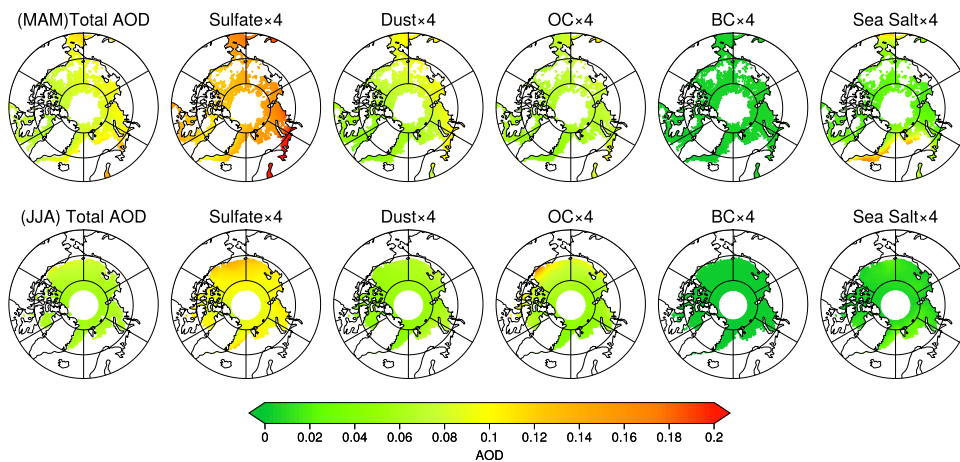 (MAM)Total AOD Sulfate×4 Dust×4 OC×4 BC×4 Sea Salt×4
(JJA) Total AOD Sulfate×4 Dust×4 OC×4 BC×4 Sea Salt×4
0 0.02 0.04 0.06 0.08 0.1 0.12 0.14 0.16 0.18 0.2
AOD